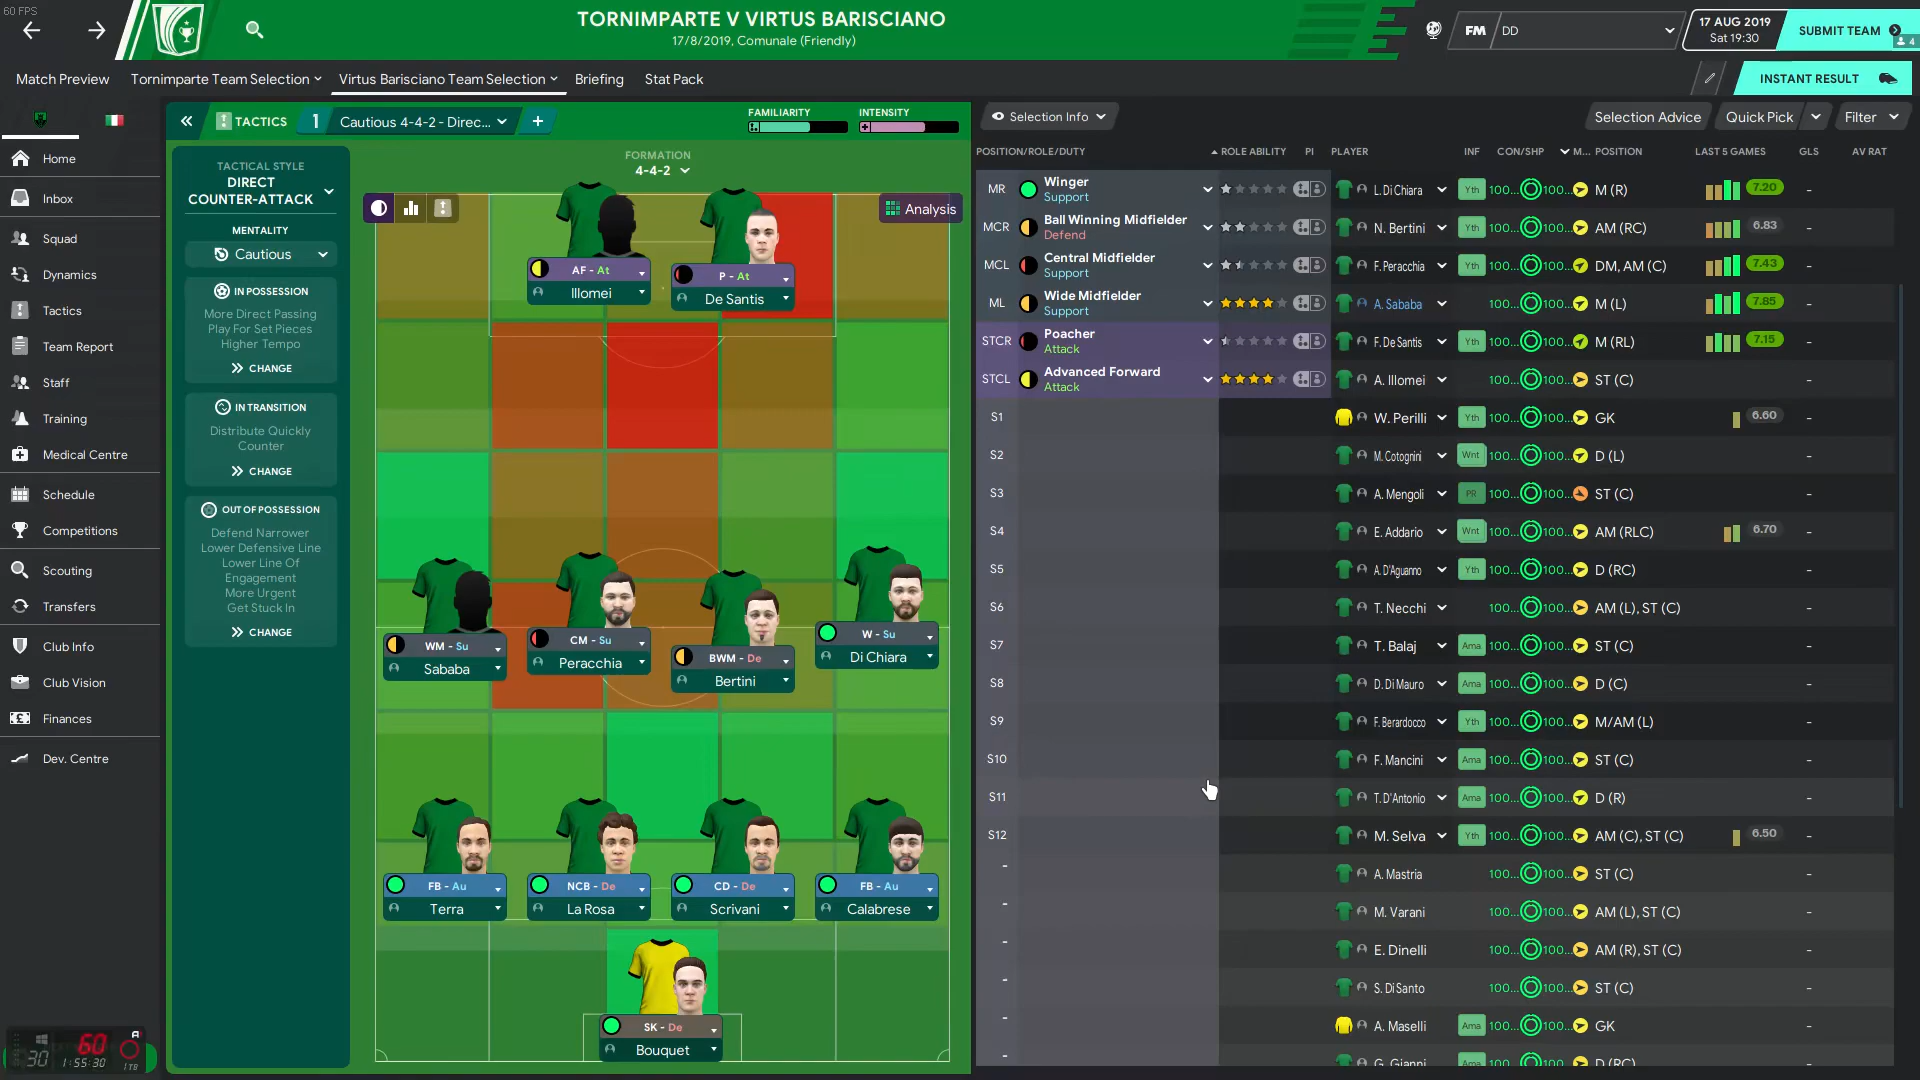 60 FPS
TORNIMPARTE V VIRTUS BARISCIANO
17/8/2019, Comunale (Friendly)
FM DD
17 AUG 2019
Sat 19:30
SUBMIT TEAM
4
Match Preview
Tornimparte Team Selection
Virtus Barisciano Team Selection
Briefing
Stat Pack
INSTANT RESULT
Home
Inbox
Squad
Dynamics
Tactics
Team Report
Staff
Training
Medical Centre
Schedule
Competitions
Scouting
Transfers
Club Info
Club Vision
Finances
Dev. Centre
30 60
1:55:30
1TB
TACTICS
1 Cautious 4-4-2 - Direc...
FAMILIARITY
INTENSITY
TACTICAL STYLE
DIRECT
COUNTER-ATTACK
MENTALITY
Cautious
IN POSSESSION
More Direct Passing
Play For Set Pieces
Higher Tempo
CHANGE
IN TRANSITION
Distribute Quickly
Counter
CHANGE
OUT OF POSSESSION
Defend Narrower
Lower Defensive Line
Lower Line Of
Engagement
More Urgent
Get Stuck In
CHANGE
FORMATION
4-4-2
Analysis
AF - At
Illomei
P - At
De Santis
WM - Su
Sababa
CM - Su
Peracchia
BWM - De
Bertini
W - Su
Di Chiara
FB - Au
Terra
NCB - De
La Rosa
CD - De
Scrivani
FB - Au
Calabrese
SK - De
Bouquet
Selection Info
Selection Advice
Quick Pick
Filter
POSITION/ROLE/DUTY ROLE ABILITY PI PLAYER INF CON/SHP M... POSITION LAST 5 GAMES GLS AV RAT
MR Winger Support L. Di Chiara Yth 100... 100... M (R) 7.20 -
MCR Ball Winning Midfielder Defend N. Bertini Yth 100... 100... AM (RC) 6.83 -
MCL Central Midfielder Support F. Peracchia Yth 100... 100... DM, AM (C) 7.43 -
ML Wide Midfielder Support A. Sababa 100... 100... M (L) 7.85 -
STCR Poacher Attack F. De Santis Yth 100... 100... M (RL) 7.15 -
STCL Advanced Forward Attack A. Illomei 100... 100... ST (C) -
S1 W. Perilli Yth 100... 100... GK 6.60 -
S2 M. Cotognini Wnt 100... 100... D (L) -
S3 A. Mengoli PR 100... 100... ST (C) -
S4 E. Addario Wnt 100... 100... AM (RLC) 6.70 -
S5 A. D'Aguanno Yth 100... 100... D (RC) -
S6 T. Necchi 100... 100... AM (L), ST (C) -
S7 T. Balaj Ama 100... 100... ST (C) -
S8 D. Di Mauro Ama 100... 100... D (C) -
S9 F. Berardocco Yth 100... 100... M/AM (L) -
S10 F. Mancini Ama 100... 100... ST (C) -
S11 T. D'Antonio Ama 100... 100... D (R) -
S12 M. Selva Yth 100... 100... AM (C), ST (C) 6.50 -
- A. Mastria 100... 100... ST (C) -
- M. Varani 100... 100... AM (L), ST (C) -
- E. Dinelli 100... 100... AM (R), ST (C) -
- S. Di Santo 100... 100... ST (C) -
- A. Maselli Ama 100... 100... GK -
- G. Gianni Ama 100... 100... D (RC) -